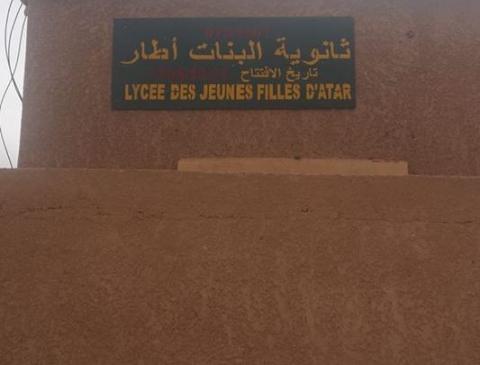 ثانوية البنات أطار
تاريخ الافتتاح
LYCEE DES JEUNES FILLES D'ATAR